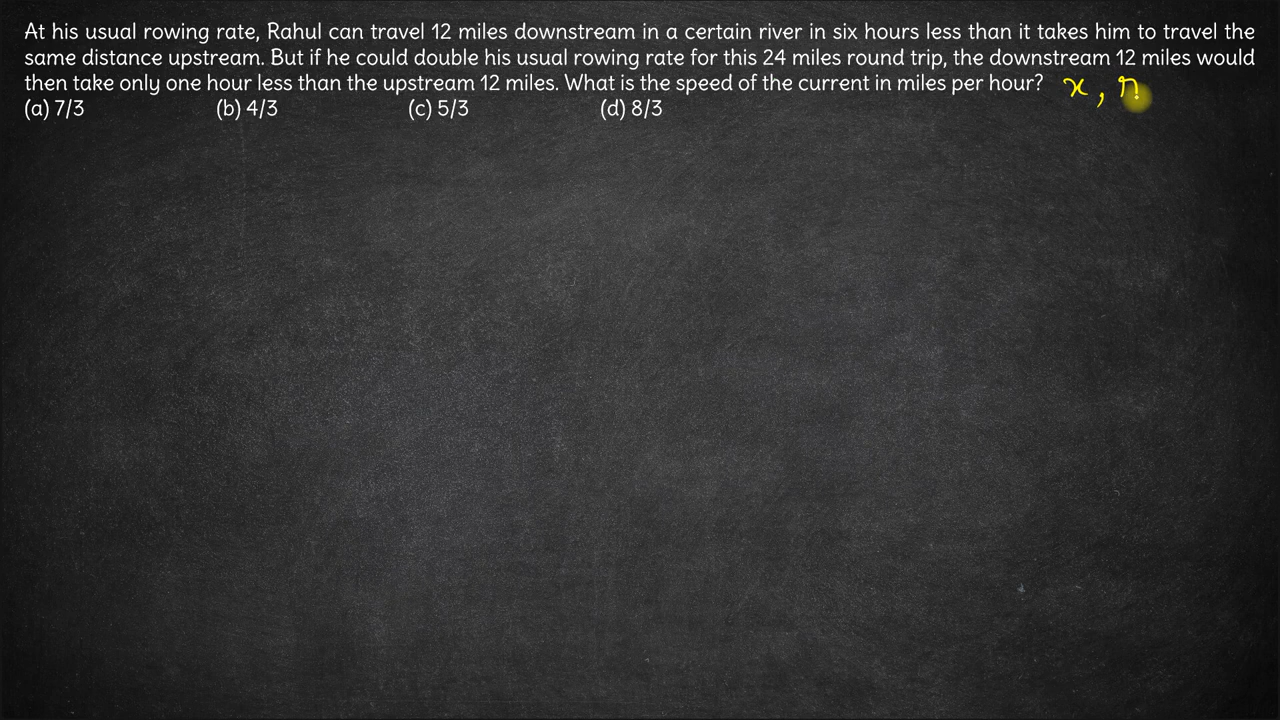 At his usual rowing rate, Rahul can travel 12 miles downstream in a certain river in six hours less than it takes him to travel the
same distance upstream. But if he could double his usual rowing rate for this 24 miles round trip, the downstream 12 miles would
then take only one hour less than the upstream 12 miles. What is the speed of the current in miles per hour? x ,
(a) 7/3 (b) 4/3 (c) 5/3 (d) 8/3